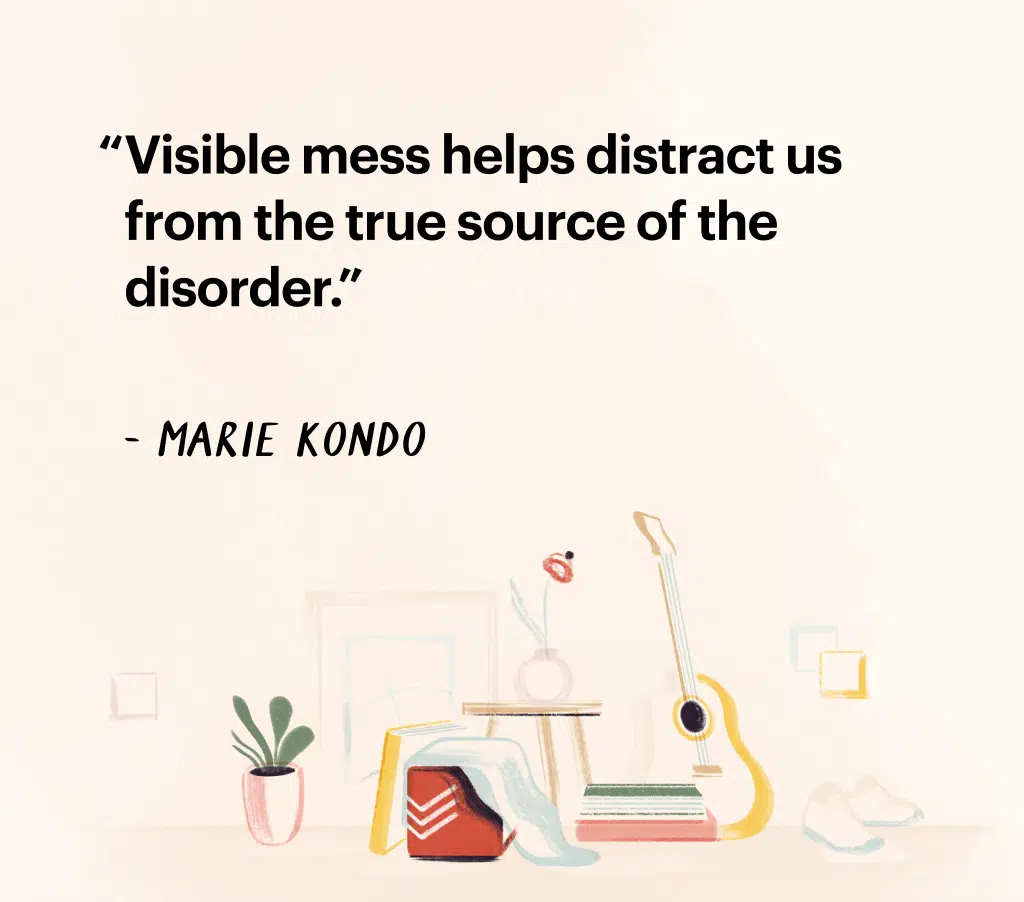 “Visible mess helps distract us
from the true source of the
disorder.”
- MARIE KONDO